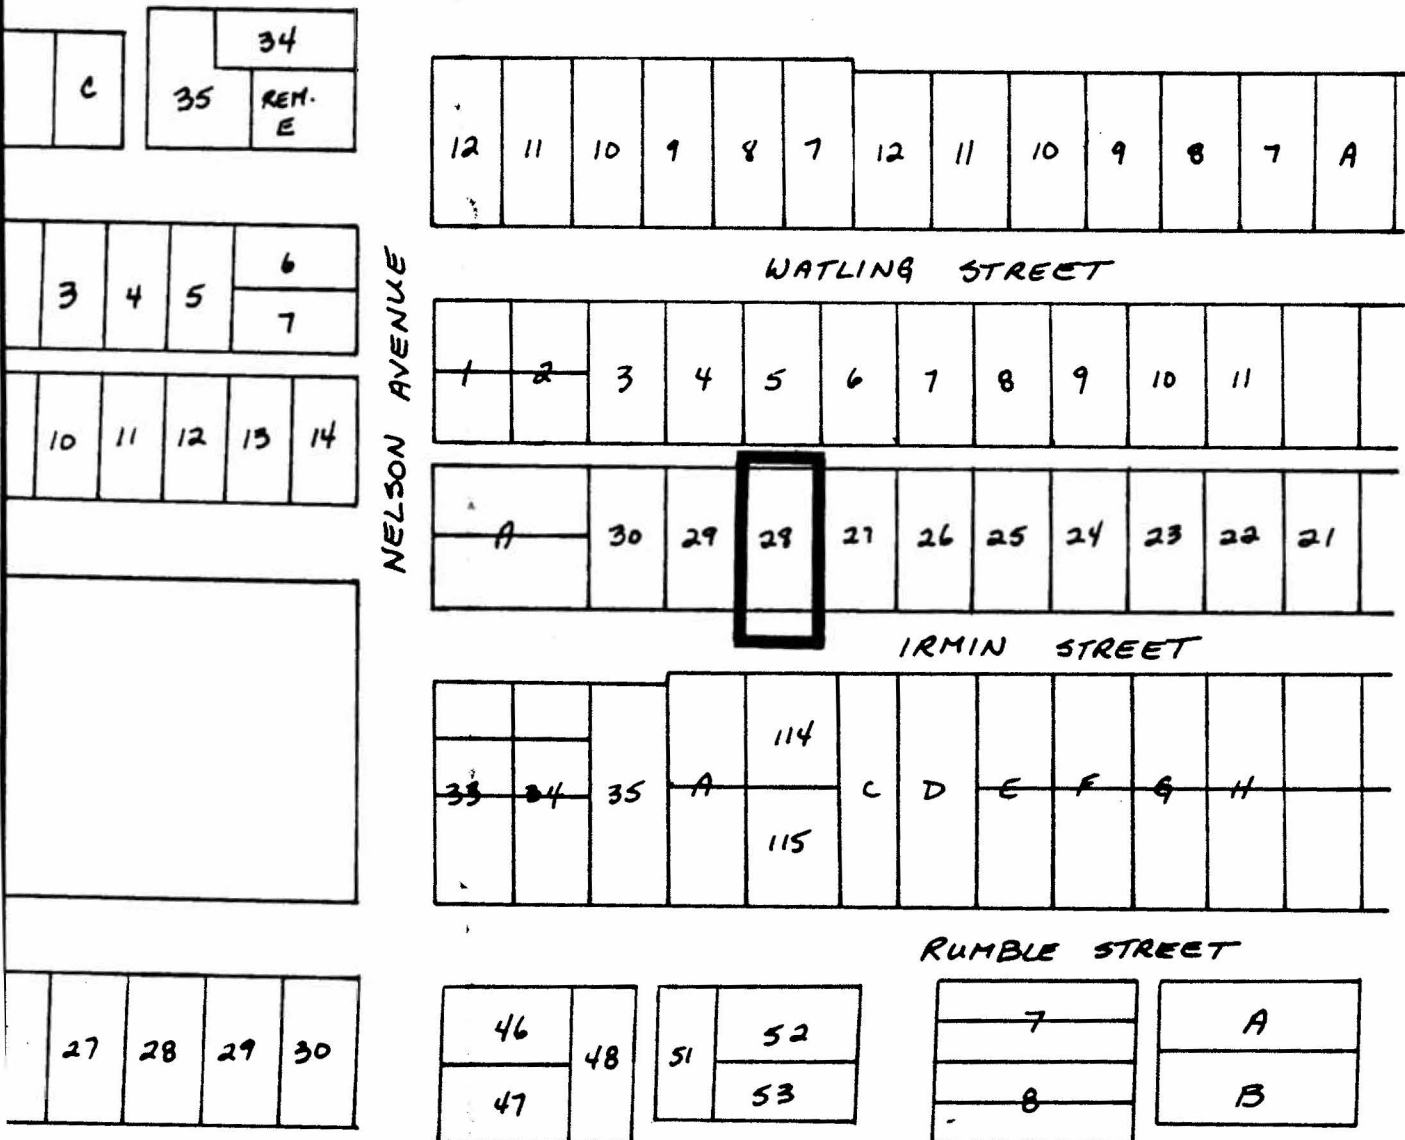 34
C
35
REM.
E
12 11 10 9 8 7 12 11 10 9 8 7 A
WATLING STREET
NELSON AVENUE
6
3 4 5
7
1 2 3 4 5 6 7 8 9 10 11
10 11 12 13 14
A 30 29 28 27 26 25 24 23 22 21
IRMIN STREET
114
33 34 35 A C D E F G H
115
RUMBLE STREET
27 28 29 30
46
48
47
51
52
53
7
8
A
B